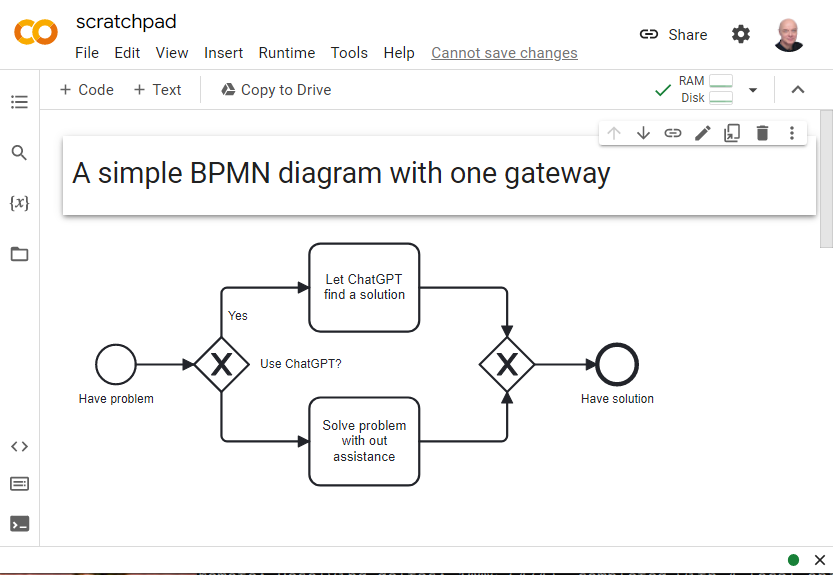 scratchpad
File Edit View Insert Runtime Tools Help Cannot save changes
Share
+ Code + Text Copy to Drive
RAM
Disk
{x}
A simple BPMN diagram with one gateway
Let ChatGPT
find a solution
Yes
X
Use ChatGPT?
X
Have problem
Have solution
Solve problem
with out
assistance